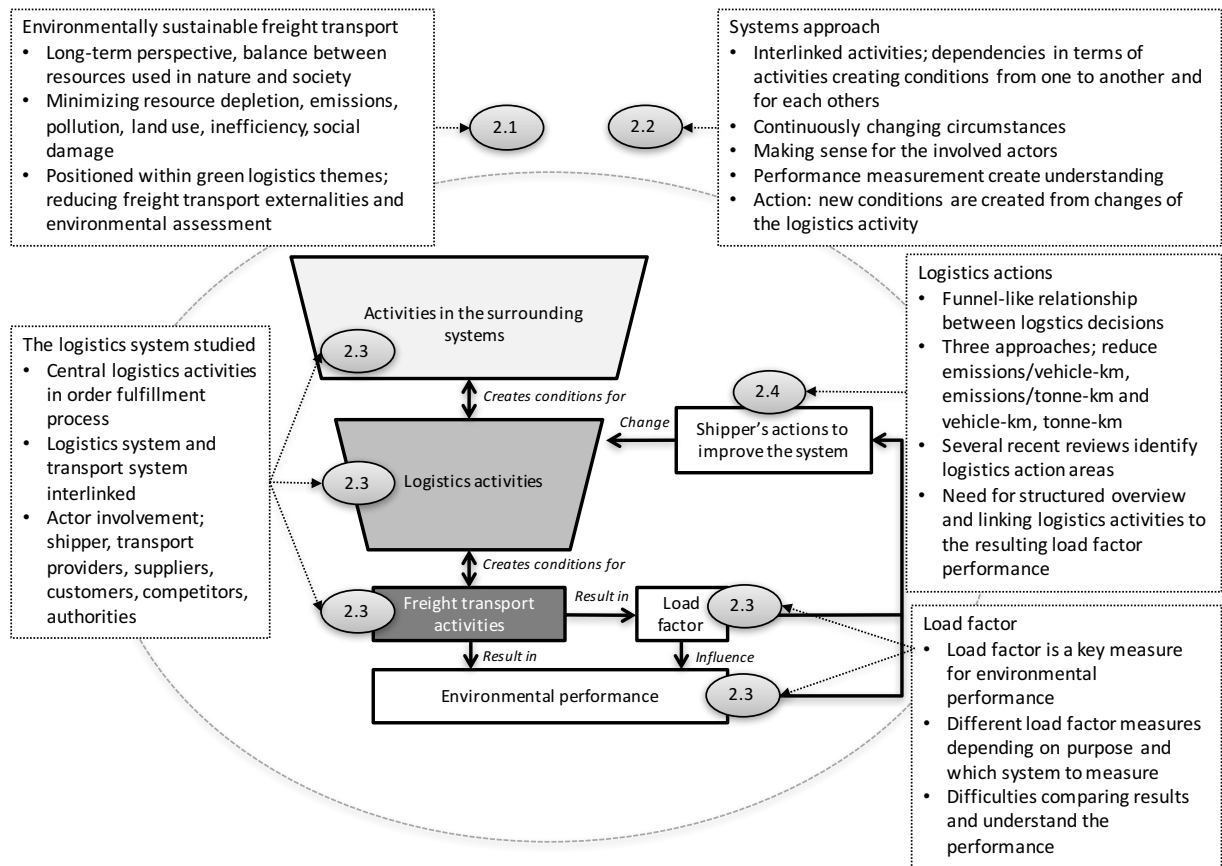 Environmentally sustainable freight transport
• Long-term perspective, balance between
resources used in nature and society
• Minimizing resource depletion, emissions,
pollution, land use, inefficiency, social
damage
• Positioned within green logistics themes;
reducing freight transport externalities and
environmental assessment
2.1
2.2
Systems approach
• Interlinked activities; dependencies in terms of
activities creating conditions from one to another and
for each others
• Continuously changing circumstances
• Making sense for the involved actors
• Performance measurement create understanding
• Action: new conditions are created from changes of
the logistics activity
Activities in the surrounding
systems
2.3
Creates conditions for
The logistics system studied
• Central logistics activities
in order fulfillment
process
• Logistics system and
transport system
interlinked
• Actor involvement;
shipper, transport
providers, suppliers,
customers, competitors,
authorities
Logistics activities
2.3
Change
2.4
Shipper's actions to
improve the system
Logistics actions
• Funnel-like relationship
between logstics decisions
• Three approaches; reduce
emissions/vehicle-km,
emissions/tonne-km and
vehicle-km, tonne-km
• Several recent reviews identify
logistics action areas
• Need for structured overview
and linking logistics activities to
the resulting load factor
performance
Creates conditions for
2.3
Freight transport
activities
Result in
Load
factor
2.3
Result in
Influence
Environmental performance
2.3
Load factor
• Load factor is a key measure
for environmental
performance
• Different load factor measures
depending on purpose and
which system to measure
• Difficulties comparing results
and understand the
performance